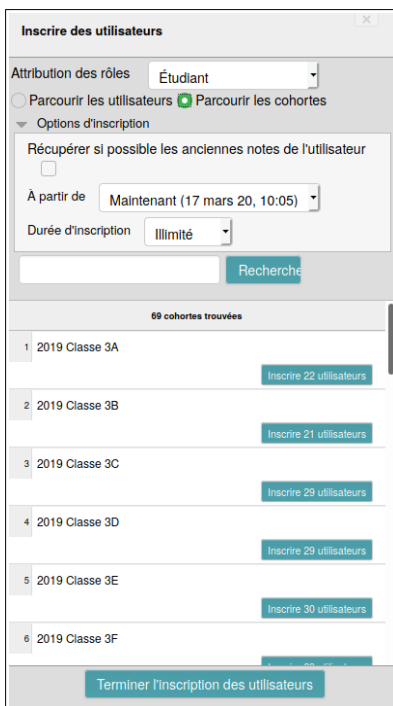 Inscrire des utilisateurs
Attribution des rôles Étudiant
Parcourir les utilisateurs Parcourir les cohortes
Options d'inscription
Récupérer si possible les anciennes notes de l'utilisateur
À partir de Maintenant (17 mars 20, 10:05)
Durée d'inscription Illimité
Recherche
69 cohortes trouvées
1 2019 Classe 3A
Inscrire 22 utilisateurs
2 2019 Classe 3B
Inscrire 21 utilisateurs
3 2019 Classe 3C
Inscrire 29 utilisateurs
4 2019 Classe 3D
Inscrire 29 utilisateurs
5 2019 Classe 3E
Inscrire 30 utilisateurs
6 2019 Classe 3F
Terminer l'inscription des utilisateurs